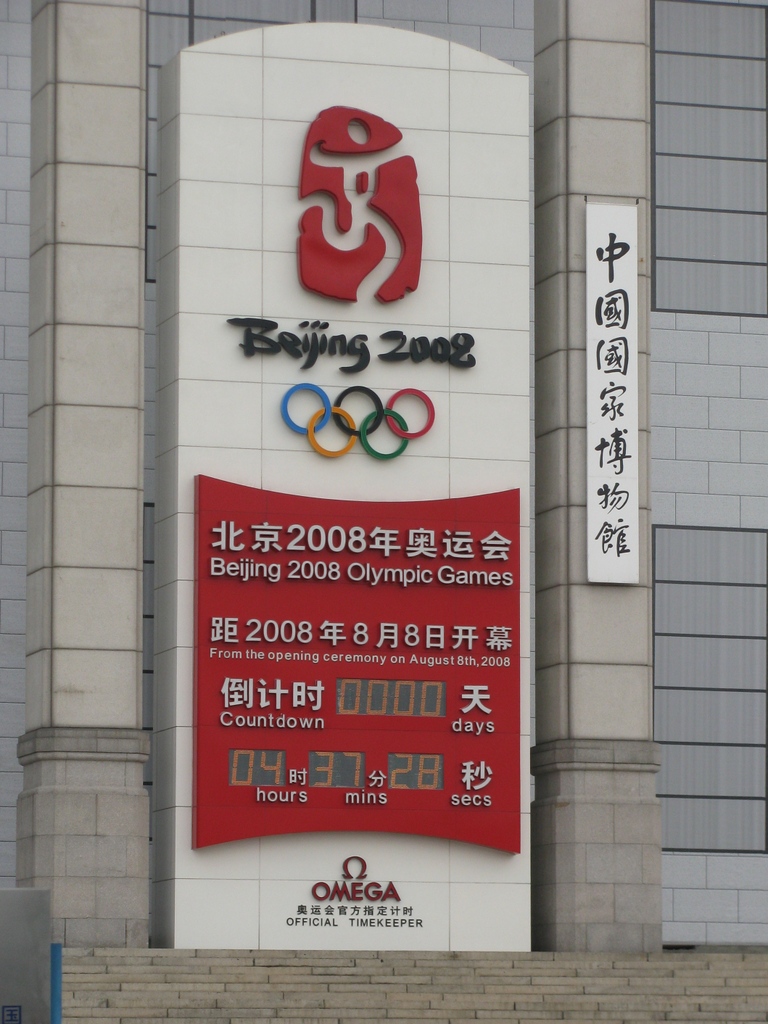 Beijing 2008
北京2008年奥运会
Beijing 2008 Olympic Games
距2008年8月8日开幕
From the opening ceremony on August 8th, 2008
倒计时 0000 天
Countdown days
04 时 37 分 28 秒
hours mins secs
Ω
OMEGA
奥运会官方指定计时
OFFICIAL TIMEKEEPER
中國國家博物館